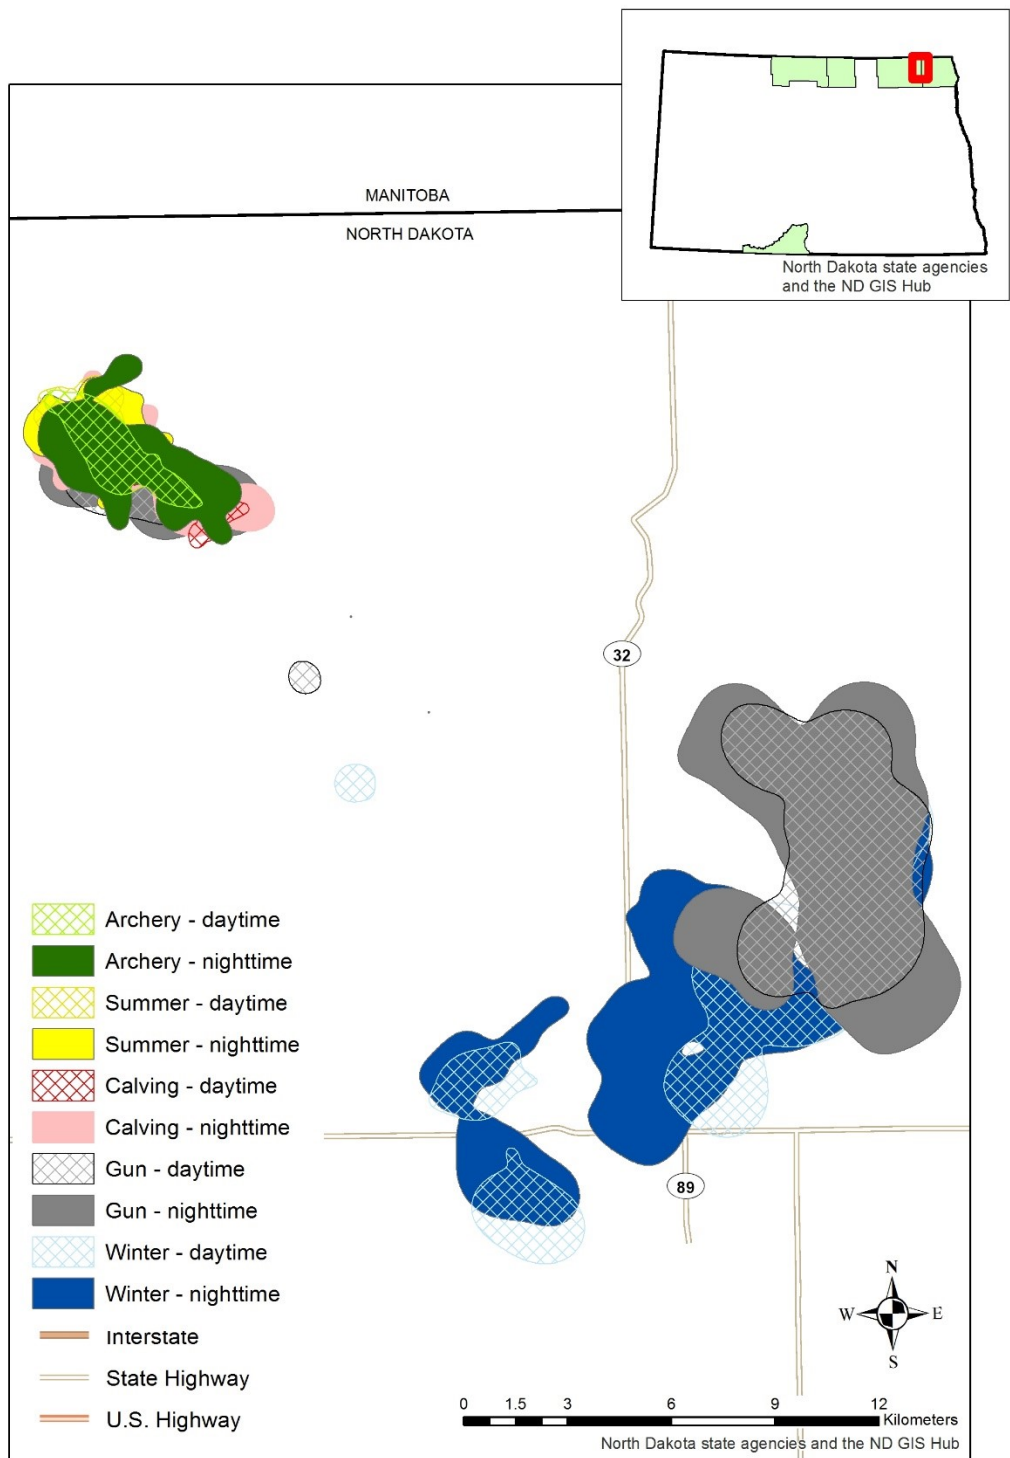 North Dakota state agencies
and the ND GIS Hub
MANITOBA
NORTH DAKOTA
32
89
Archery - daytime
Archery - nighttime
Summer - daytime
Summer - nighttime
Calving - daytime
Calving - nighttime
Gun - daytime
Gun - nighttime
Winter - daytime
Winter - nighttime
Interstate
State Highway
U.S. Highway
N
W
E
S
0 1.5 3 6 9 12
Kilometers
North Dakota state agencies and the ND GIS Hub